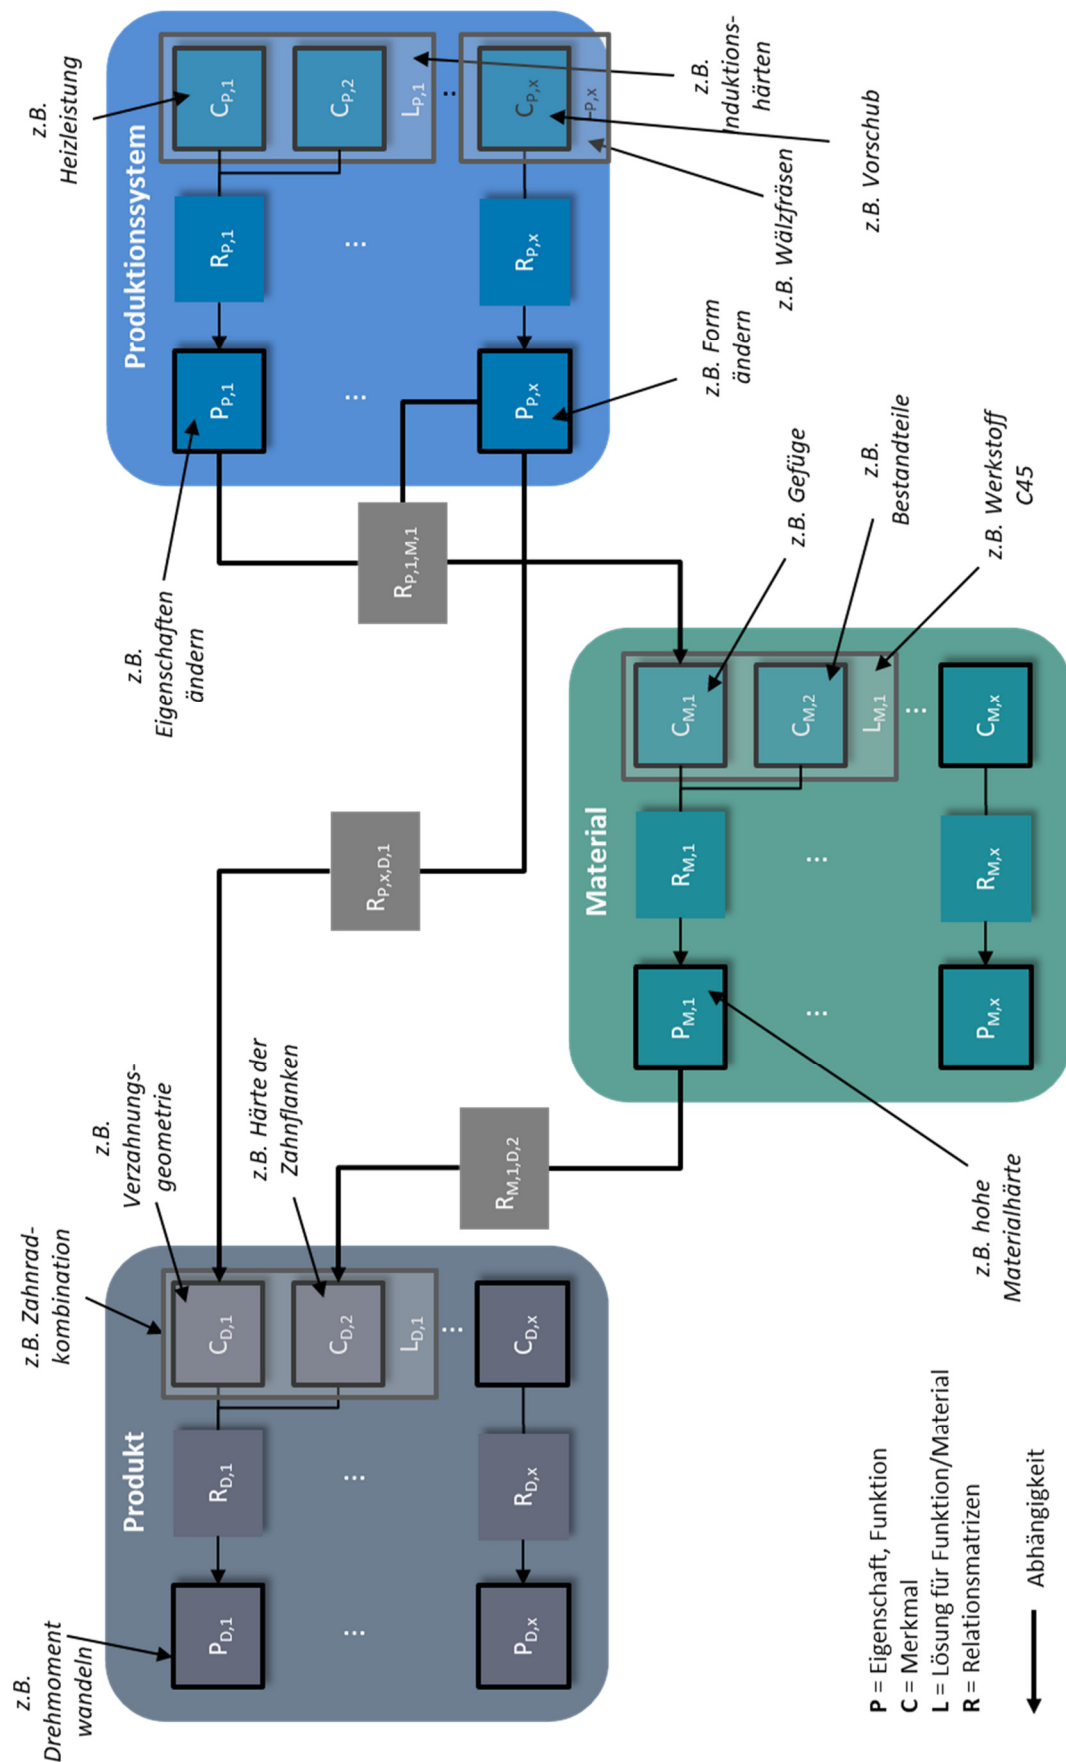 z.B.
Drehmoment
wandeln
z.B. Zahnrad-
kombination
z.B.
Verzahnungs-
geometrie
z.B. Härte der
Zahnflanken
Produkt
P_D,1
R_D,1
C_D,1
C_D,2
L_D,1
...
...
...
P_D,x
R_D,x
C_D,x
R_P,x,D,1
R_M,1,D,2
z.B.
Eigenschaften
ändern
R_P,1,M,1
z.B.
Heizleistung
Produktionssystem
P_P,1
R_P,1
C_P,1
C_P,2
L_P,1
...
...
...
P_P,x
R_P,x
C_P,x
z.B.
Induktions-
härten
z.B. Form
ändern
z.B. Wälzfräsen
z.B. Vorschub
Material
P_M,1
R_M,1
C_M,1
C_M,2
L_M,1
...
...
...
P_M,x
R_M,x
C_M,x
z.B. Gefüge
z.B.
Bestandteile
z.B. Werkstoff
C45
z.B. hohe
Materialhärte
P = Eigenschaft, Funktion
C = Merkmal
L = Lösung für Funktion/Material
R = Relationsmatrizen
Abhängigkeit